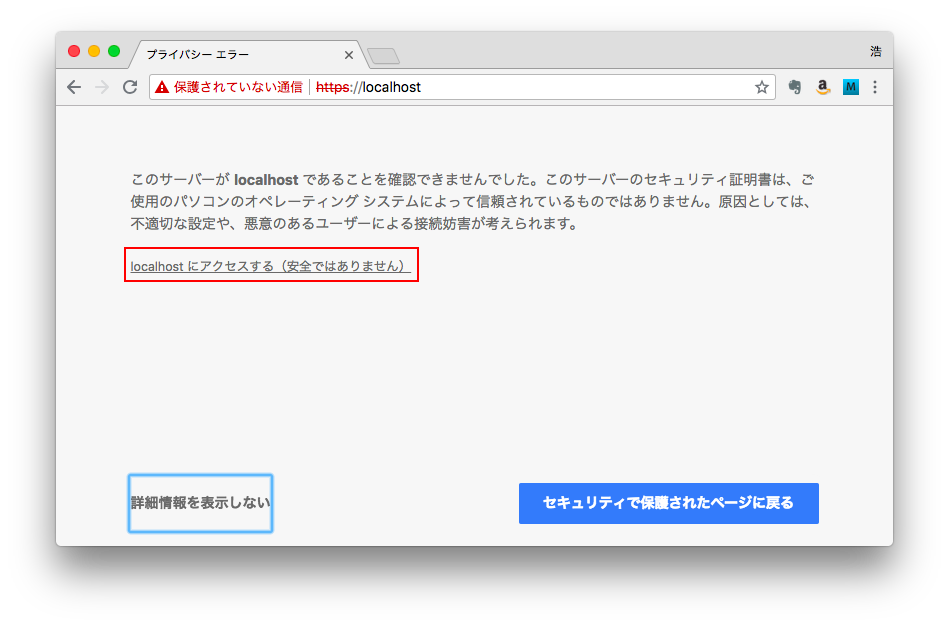 プライバシー エラー
浩
保護されていない通信 https://localhost
a
M
このサーバーが localhost であることを確認できませんでした。このサーバーのセキュリティ証明書は、ご
使用のパソコンのオペレーティング システムによって信頼されているものではありません。原因としては、
不適切な設定や、悪意のあるユーザーによる接続妨害が考えられます。
localhost にアクセスする（安全ではありません）
詳細情報を表示しない
セキュリティで保護されたページに戻る